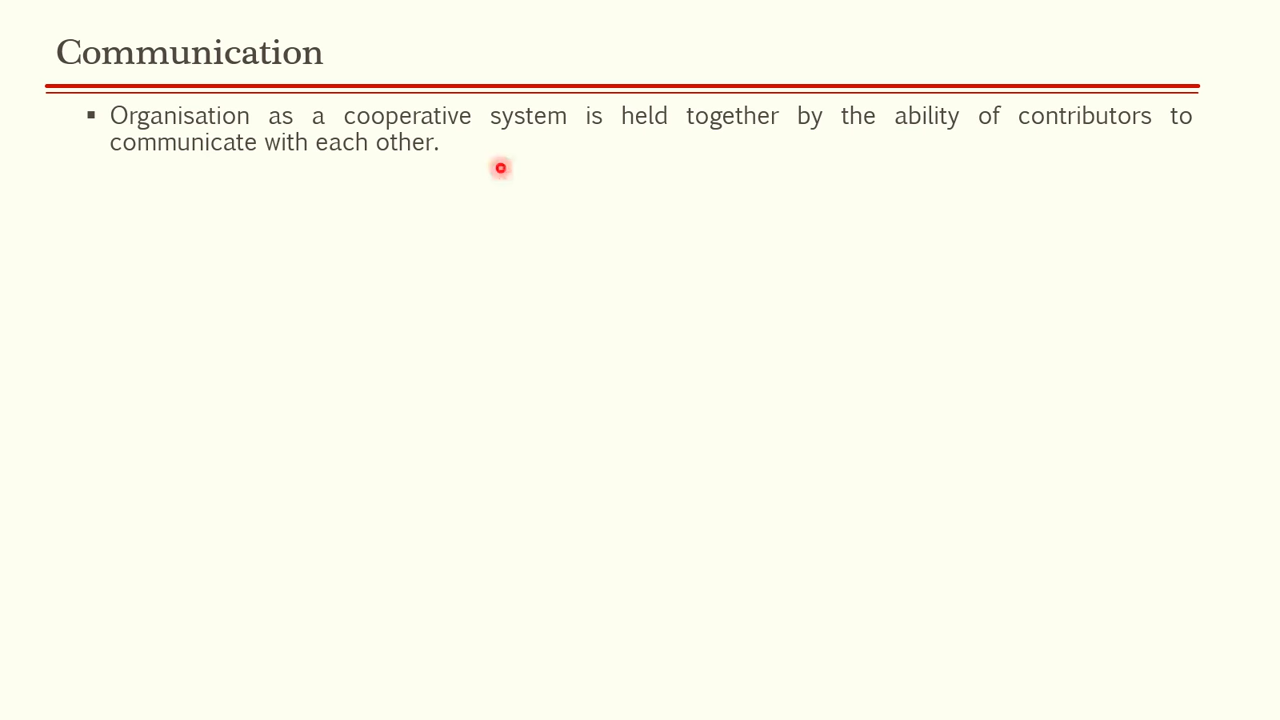 Communication
▪ Organisation as a cooperative system is held together by the ability of contributors to
communicate with each other.